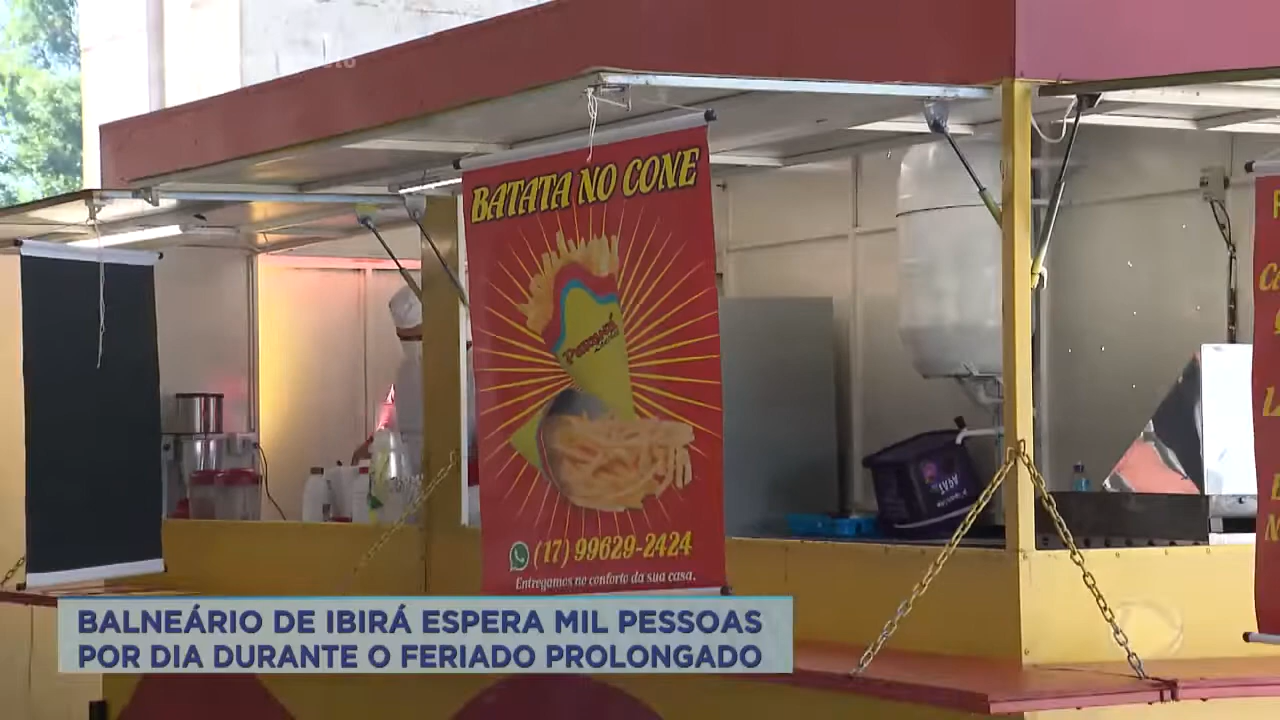 BATATA NO CONE
(17) 99629-2424
Entregamos no conforto da sua casa.
BALNEÁRIO DE IBIRÁ ESPERA MIL PESSOAS
POR DIA DURANTE O FERIADO PROLONGADO